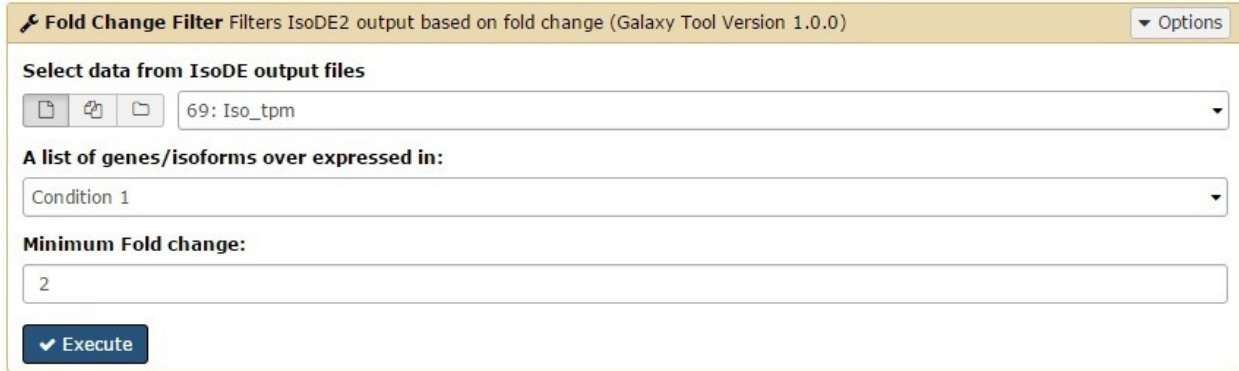 Fold Change Filter Filters IsoDE2 output based on fold change (Galaxy Tool Version 1.0.0) Options
Select data from IsoDE output files
69: Iso_tpm
A list of genes/isoforms over expressed in:
Condition 1
Minimum Fold change:
2
Execute